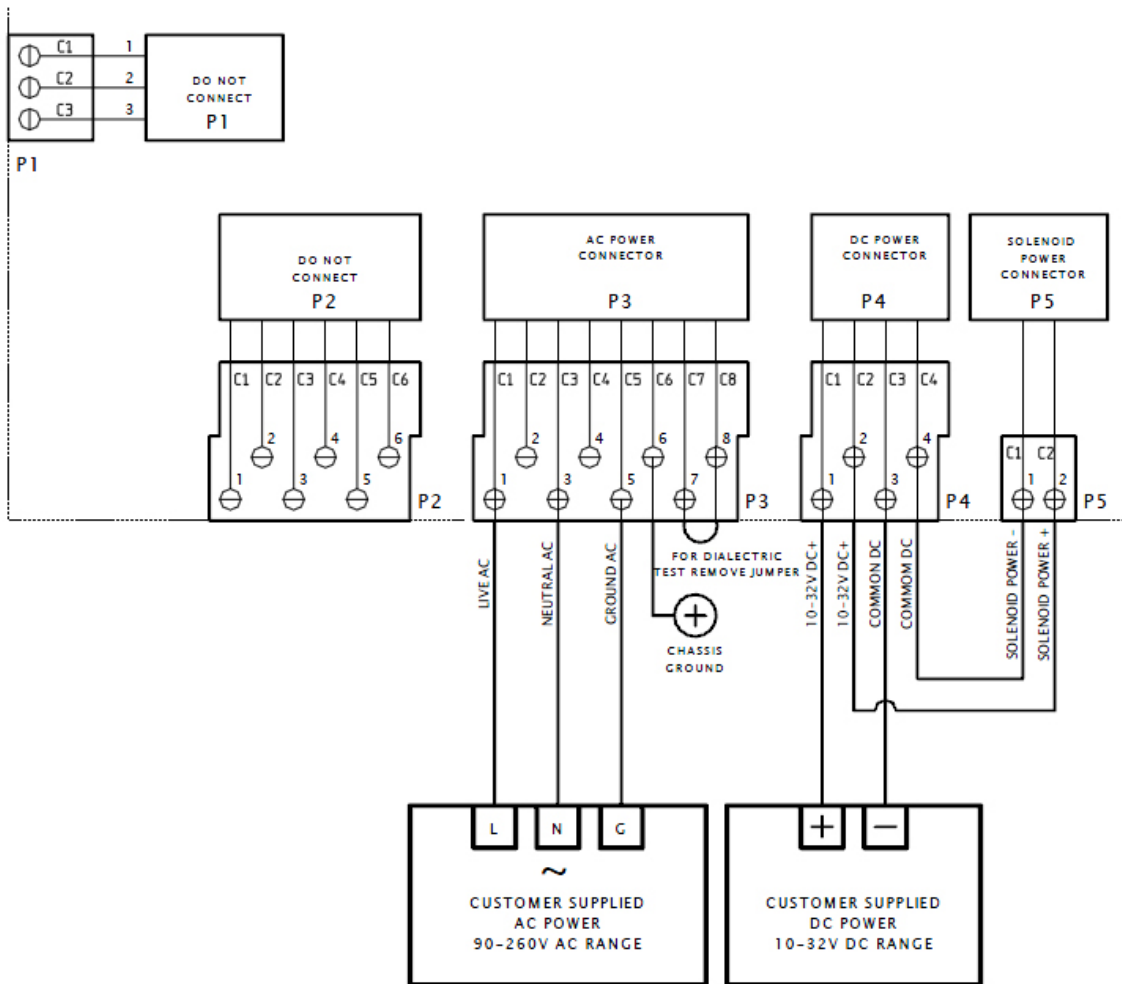 C1 1
C2 2
C3 3
DO NOT
CONNECT
P1
P1
DO NOT
CONNECT
P2
AC POWER
CONNECTOR
P3
DC POWER
CONNECTOR
P4
SOLENOID
POWER
CONNECTOR
P5
C1 C2 C3 C4 C5 C6
2 4 6
1 3 5
P2
C1 C2 C3 C4 C5 C6 C7 C8
2 4 6 8
1 3 5 7
P3
C1 C2 C3 C4
2 4
1 3
P4
C1 C2
1 2
P5
LIVE AC
NEUTRAL AC
GROUND AC
FOR DIALECTRIC
TEST REMOVE JUMPER
+
CHASSIS
GROUND
10-32V DC+
10-32V DC+
COMMON DC
COMMOM DC
SOLENOID POWER -
SOLENOID POWER +
L N G
~
CUSTOMER SUPPLIED
AC POWER
90-260V AC RANGE
+ −
CUSTOMER SUPPLIED
DC POWER
10-32V DC RANGE